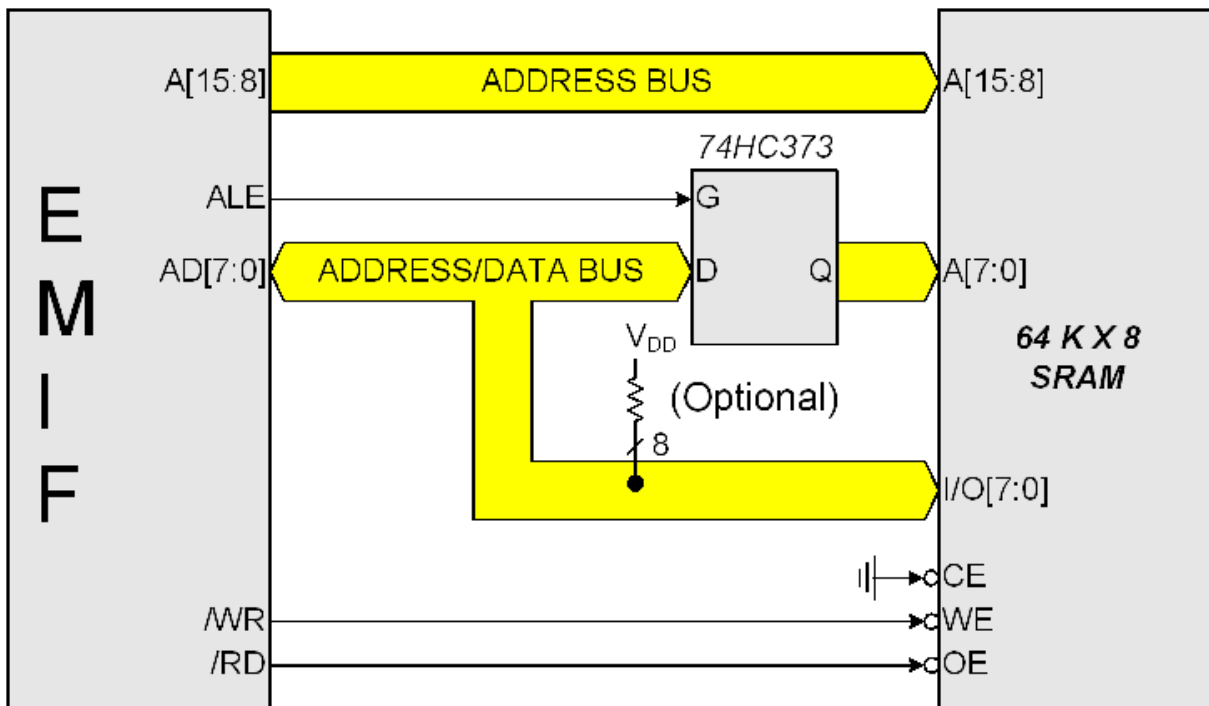 A[15:8] ADDRESS BUS A[15:8]
74HC373
ALE G
AD[7:0] ADDRESS/DATA BUS D Q A[7:0]
E
M
I
F
VDD
(Optional)
8
64 K X 8
SRAM
I/O[7:0]
CE
/WR WE
/RD OE